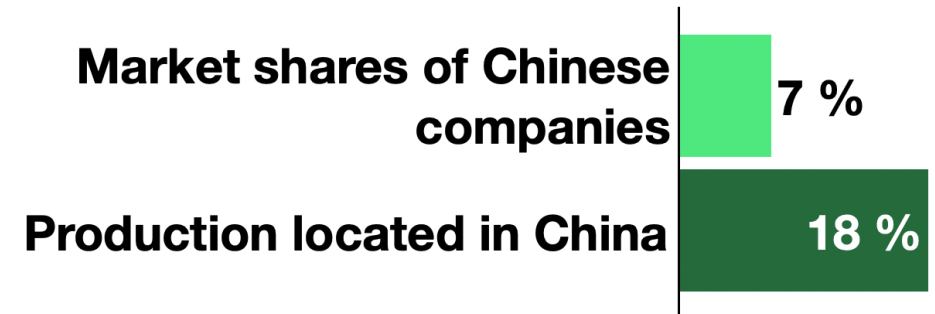 Market shares of Chinese
companies
7 %
Production located in China
18 %